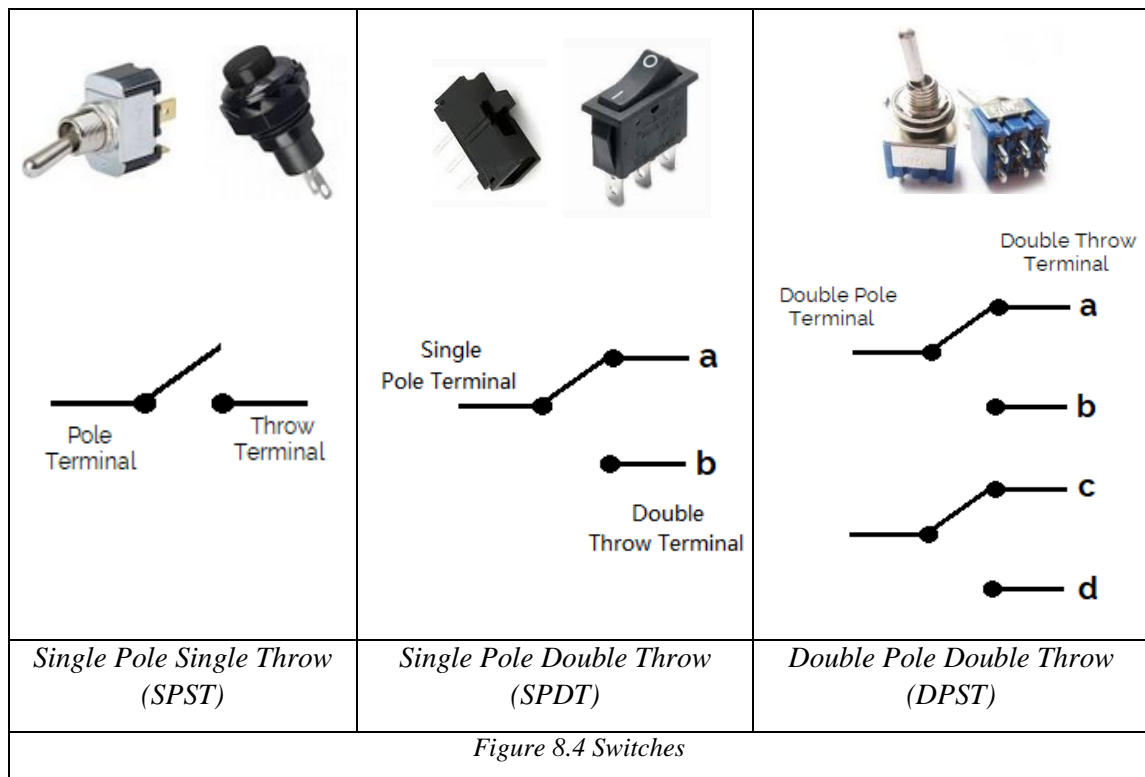 Pole
Terminal
Throw
Terminal
Single Pole Single Throw
(SPST)
Single
Pole Terminal
a
b
Double
Throw Terminal
Single Pole Double Throw
(SPDT)
Double Throw
Terminal
Double Pole
Terminal
a
b
c
d
Double Pole Double Throw
(DPST)
Figure 8.4 Switches